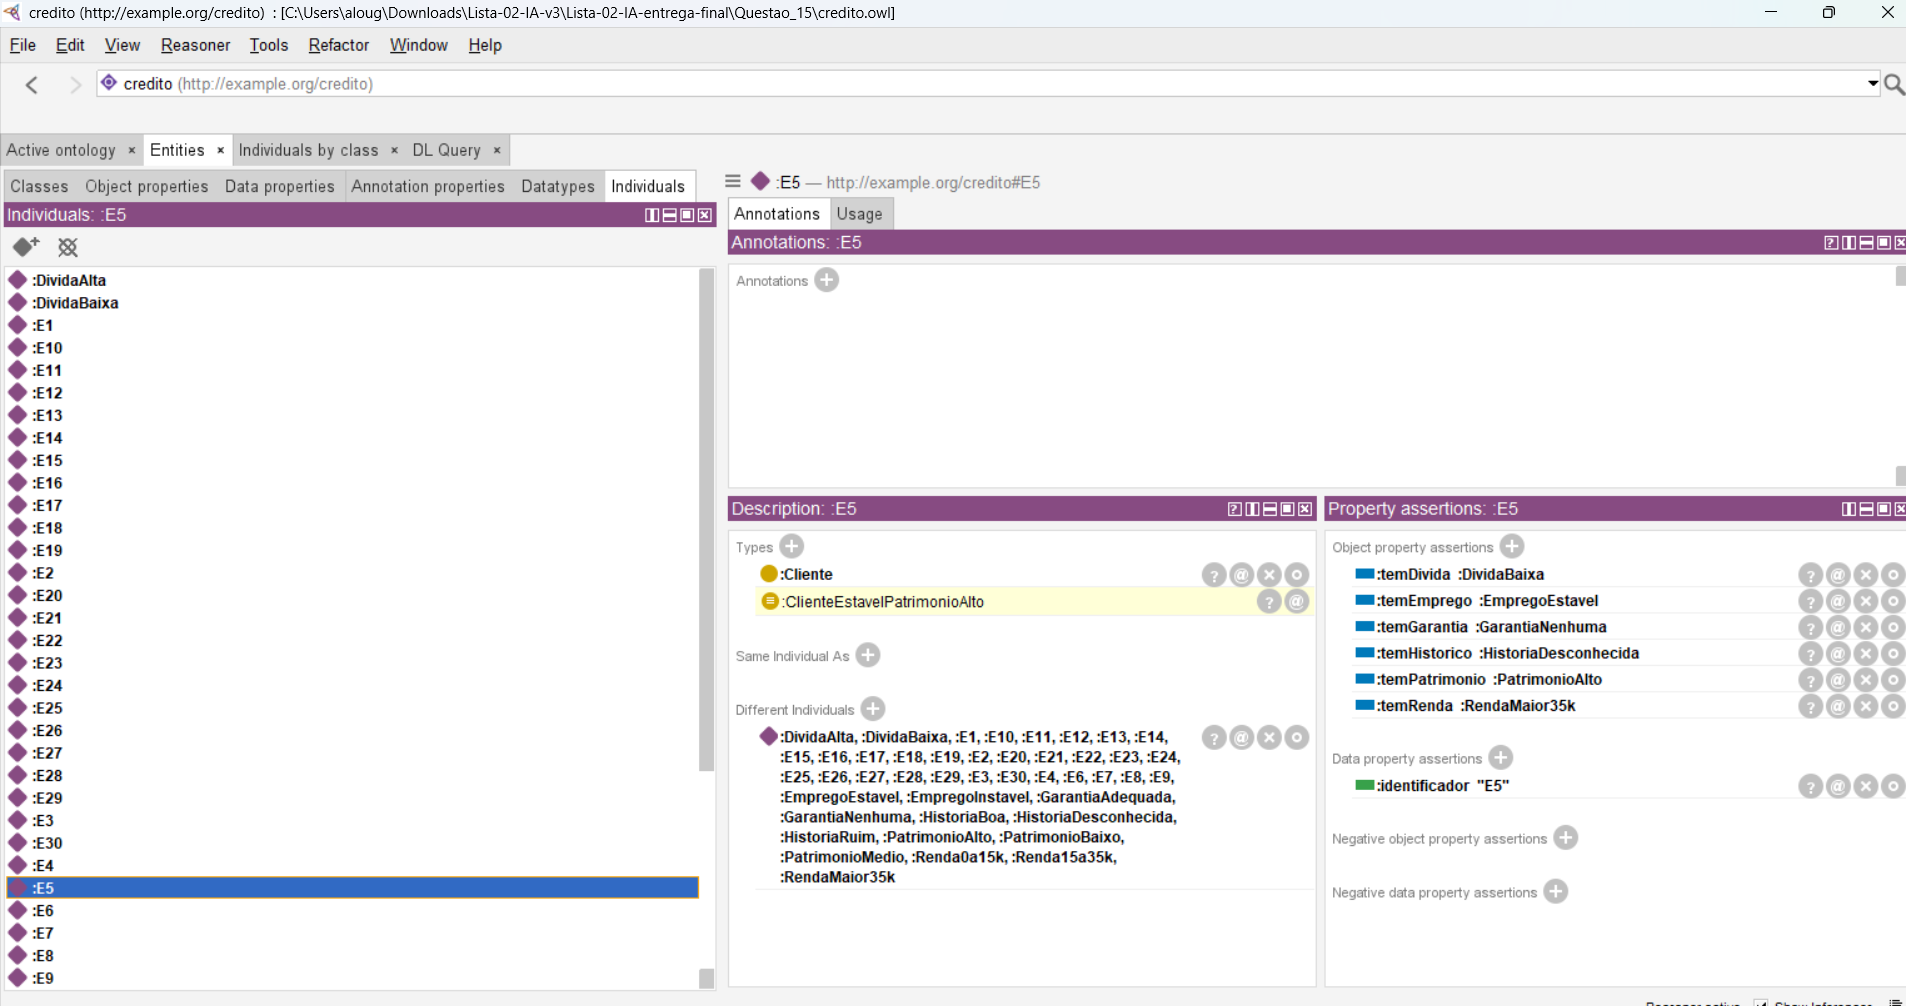 credito (http://example.org/credito) : [C:\Users\aloug\Downloads\Lista-02-IA-v3\Lista-02-IA-entrega-final\Questao_15\credito.owl]
File Edit View Reasoner Tools Refactor Window Help
credito (http://example.org/credito)
Active ontology × Entities × Individuals by class × DL Query ×
Classes Object properties Data properties Annotation properties Datatypes Individuals
Individuals: :E5
:DividaAlta
:DividaBaixa
:E1
:E10
:E11
:E12
:E13
:E14
:E15
:E16
:E17
:E18
:E19
:E2
:E20
:E21
:E22
:E23
:E24
:E25
:E26
:E27
:E28
:E29
:E3
:E30
:E4
:E5
:E6
:E7
:E8
:E9
:E5 — http://example.org/credito#E5
Annotations Usage
Annotations: :E5
Annotations
Description: :E5
Types
:Cliente
:ClienteEstavelPatrimonioAlto
Same Individual As
Different Individuals
:DividaAlta, :DividaBaixa, :E1, :E10, :E11, :E12, :E13, :E14,
:E15, :E16, :E17, :E18, :E19, :E2, :E20, :E21, :E22, :E23, :E24,
:E25, :E26, :E27, :E28, :E29, :E3, :E30, :E4, :E6, :E7, :E8, :E9,
:EmpregoEstavel, :EmpregoInstavel, :GarantiaAdequada,
:GarantiaNenhuma, :HistoriaBoa, :HistoriaDesconhecida,
:HistoriaRuim, :PatrimonioAlto, :PatrimonioBaixo,
:PatrimonioMedio, :Renda0a15k, :Renda15a35k,
:RendaMaior35k
Property assertions: :E5
Object property assertions
:temDivida :DividaBaixa
:temEmprego :EmpregoEstavel
:temGarantia :GarantiaNenhuma
:temHistorico :HistoriaDesconhecida
:temPatrimonio :PatrimonioAlto
:temRenda :RendaMaior35k
Data property assertions
:identificador "E5"
Negative object property assertions
Negative data property assertions
Reasoner active Show Inferences